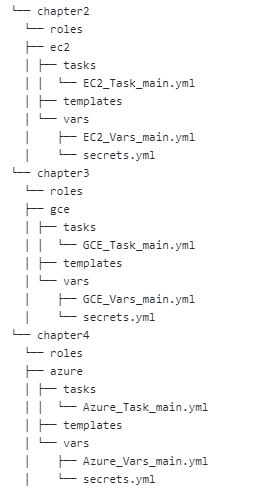 └── chapter2
  └── roles
  ├── ec2
  │ ├── tasks
  │ │  └── EC2_Task_main.yml
  │ ├── templates
  │ └── vars
  │    ├── EC2_Vars_main.yml
  │    └── secrets.yml
└── chapter3
  └── roles
  ├── gce
  │ ├── tasks
  │ │  └── GCE_Task_main.yml
  │ ├── templates
  │ └── vars
  │    ├── GCE_Vars_main.yml
  │    └── secrets.yml
└── chapter4
  └── roles
  ├── azure
  │ ├── tasks
  │ │  └── Azure_Task_main.yml
  │ ├── templates
  │ └── vars
  │    ├── Azure_Vars_main.yml
  │    └── secrets.yml